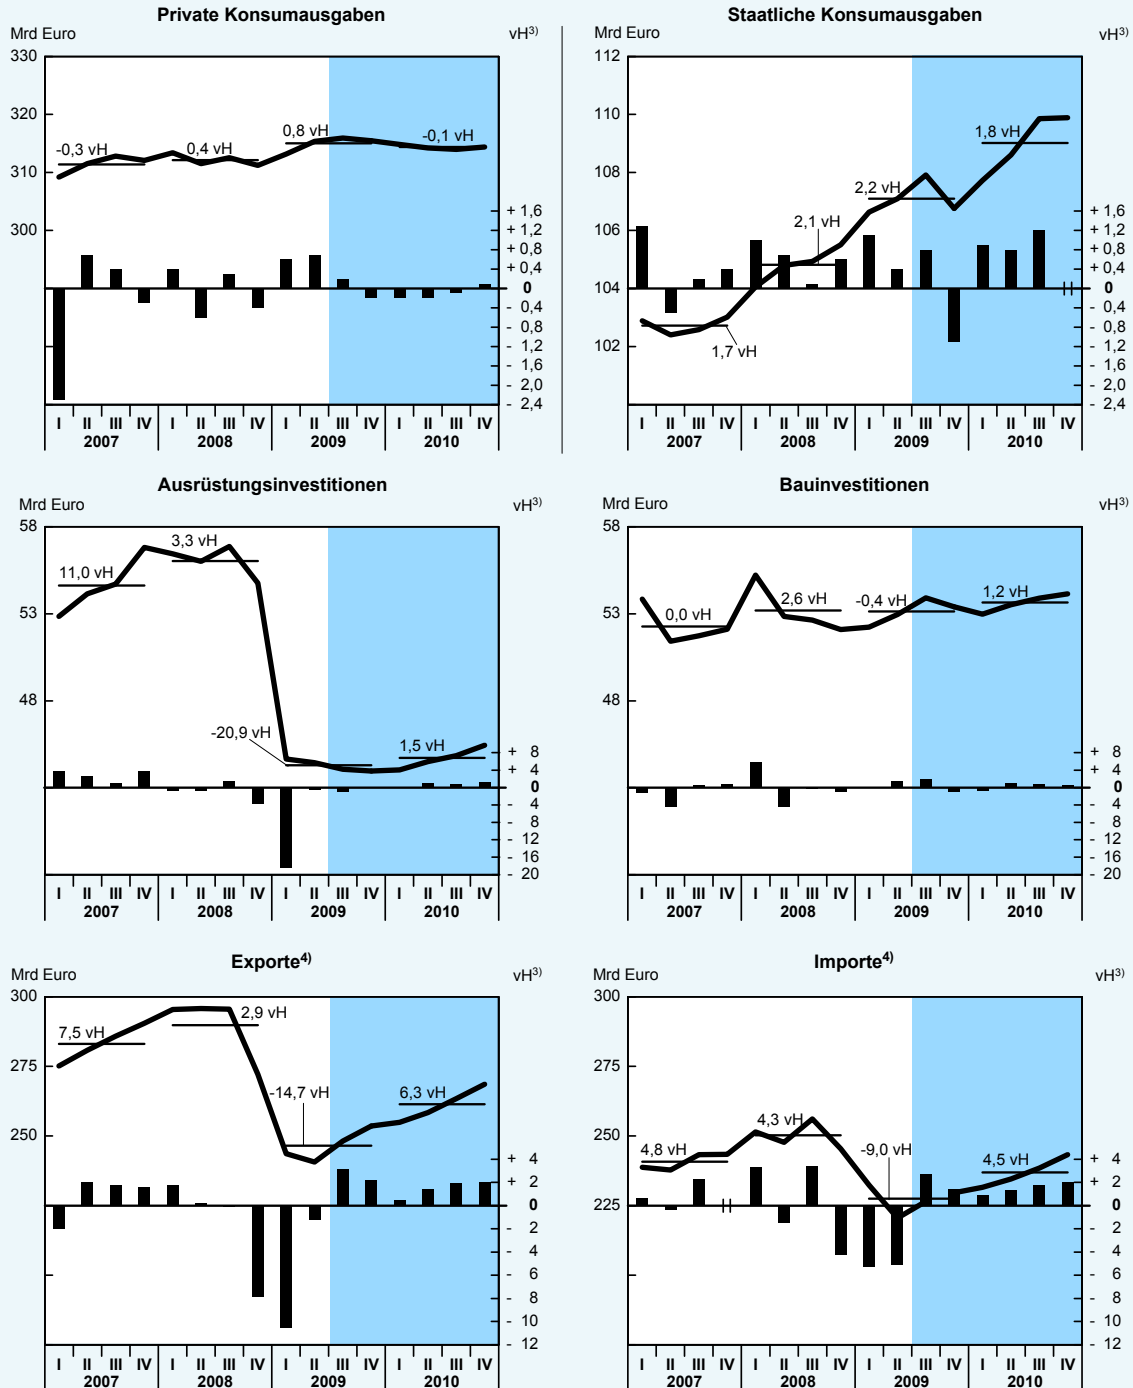 Private Konsumausgaben
Mrd Euro vH3)
330
320
310
300
-0,3 vH
0,4 vH
0,8 vH
-0,1 vH
+ 1,6
+ 1,2
+ 0,8
+ 0,4
0
- 0,4
- 0,8
- 1,2
- 1,6
- 2,0
- 2,4
I II III IV I II III IV I II III IV I II III IV
2007 2008 2009 2010
Staatliche Konsumausgaben
Mrd Euro vH3)
112
110
108
106
104
102
1,7 vH
2,1 vH
2,2 vH
1,8 vH
+ 1,6
+ 1,2
+ 0,8
+ 0,4
0
- 0,4
- 0,8
- 1,2
- 1,6
- 2,0
- 2,4
I II III IV I II III IV I II III IV I II III IV
2007 2008 2009 2010
Ausrüstungsinvestitionen
Mrd Euro vH3)
58
53
48
11,0 vH
3,3 vH
-20,9 vH
1,5 vH
+ 8
+ 4
0
- 4
- 8
- 12
- 16
- 20
I II III IV I II III IV I II III IV I II III IV
2007 2008 2009 2010
Bauinvestitionen
Mrd Euro vH3)
58
53
48
0,0 vH
2,6 vH
-0,4 vH
1,2 vH
+ 8
+ 4
0
- 4
- 8
- 12
- 16
- 20
I II III IV I II III IV I II III IV I II III IV
2007 2008 2009 2010
Exporte4)
Mrd Euro vH3)
300
275
250
7,5 vH
2,9 vH
-14,7 vH
6,3 vH
+ 4
+ 2
0
- 2
- 4
- 6
- 8
- 10
- 12
I II III IV I II III IV I II III IV I II III IV
2007 2008 2009 2010
Importe4)
Mrd Euro vH3)
300
275
250
225
4,8 vH
4,3 vH
-9,0 vH
4,5 vH
+ 4
+ 2
0
- 2
- 4
- 6
- 8
- 10
- 12
I II III IV I II III IV I II III IV I II III IV
2007 2008 2009 2010